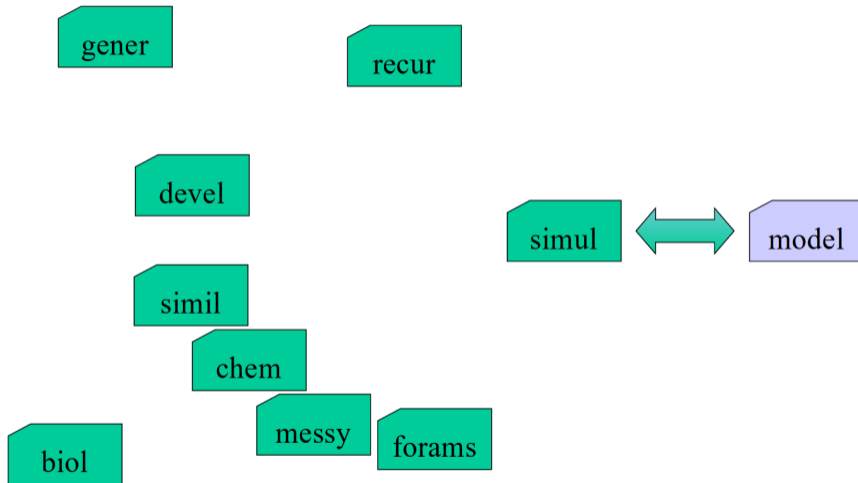 gener
recur
devel
simul
model
simil
chem
messy
forams
biol